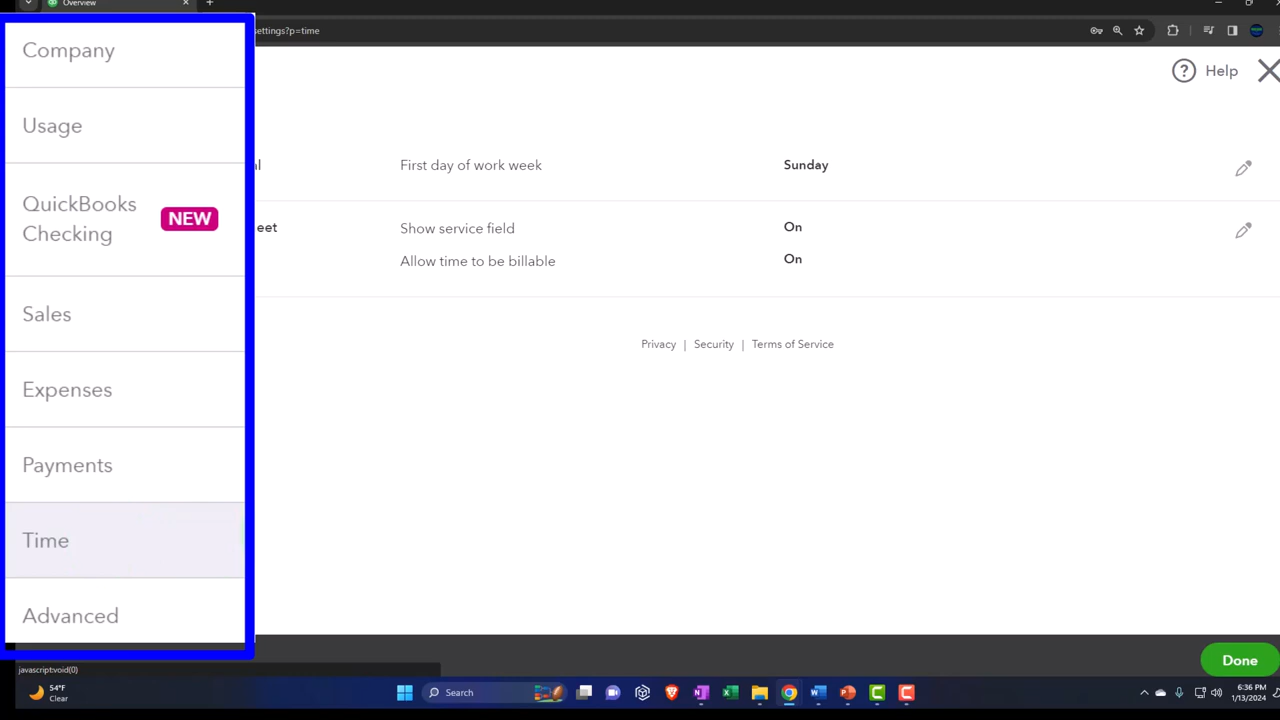 Overview
settings?p=time
Help
Company
Usage
QuickBooks
Checking
NEW
Sales
Expenses
Payments
Time
Advanced
First day of work week
Sunday
eet
Show service field
On
Allow time to be billable
On
Privacy | Security | Terms of Service
Done
javascript:void(0)
54°F
Clear
Search
6:36 PM
1/13/2024